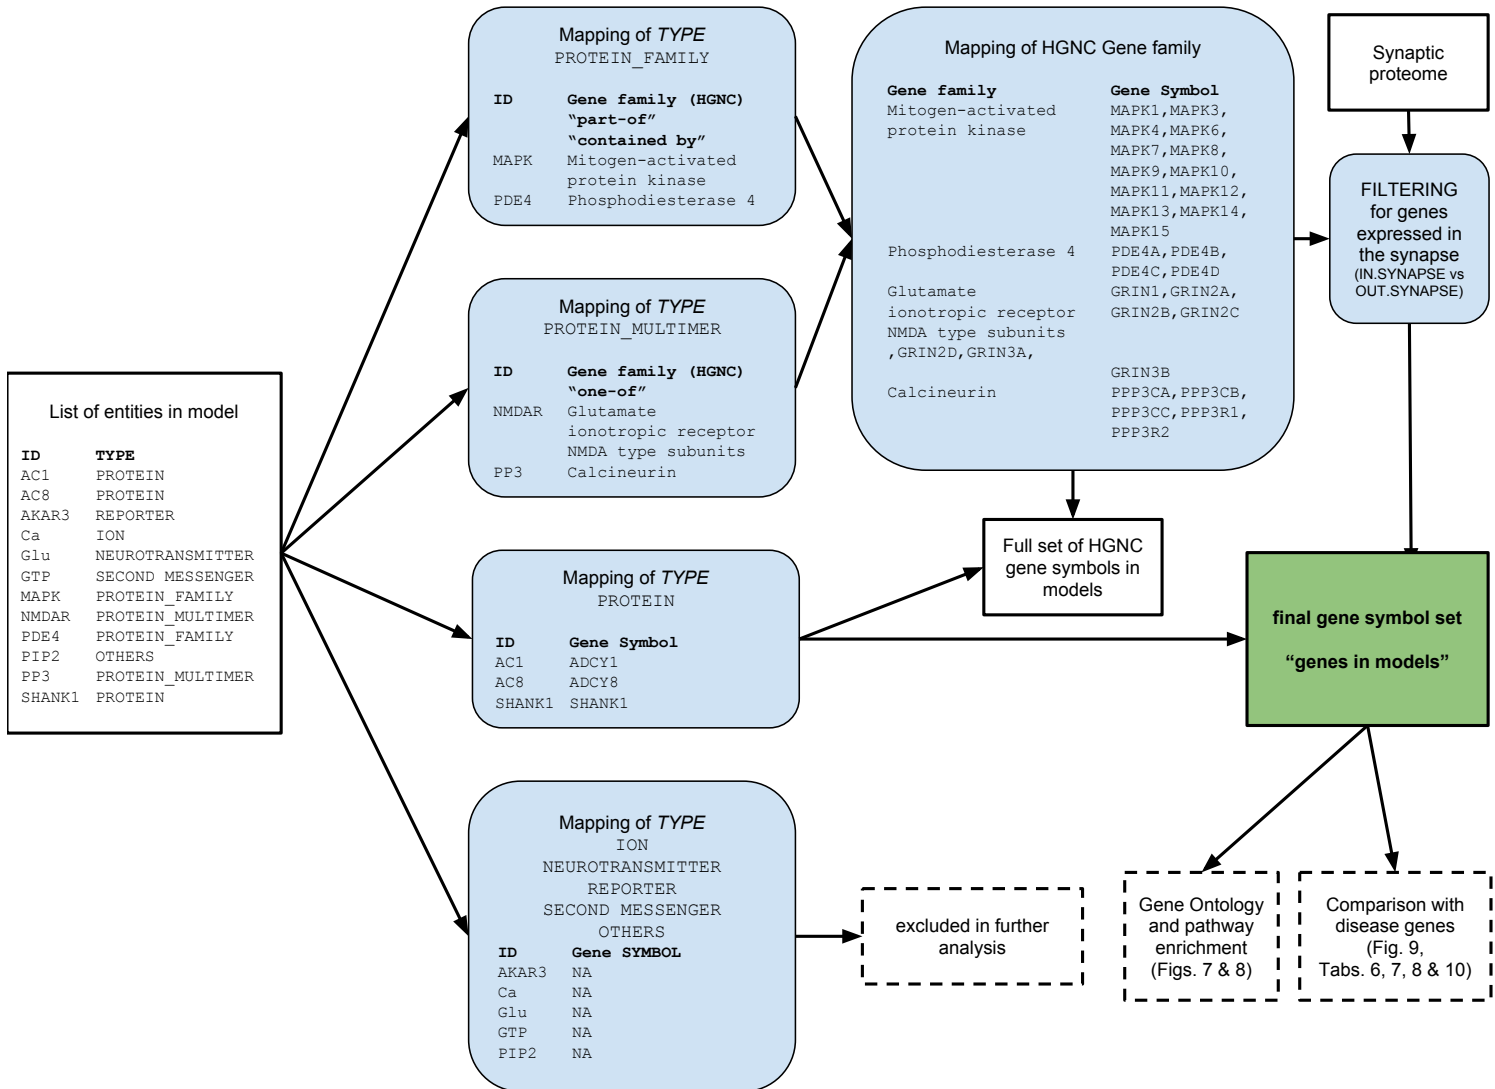 Mapping of TYPE
PROTEIN_FAMILY
ID Gene family (HGNC)
“part-of”
“contained by”
MAPK Mitogen-activated
protein kinase
PDE4 Phosphodiesterase 4
Mapping of HGNC Gene family
Gene family Gene Symbol
Mitogen-activated MAPK1,MAPK3,
protein kinase MAPK4,MAPK6,
MAPK7,MAPK8,
MAPK9,MAPK10,
MAPK11,MAPK12,
MAPK13,MAPK14,
MAPK15
Phosphodiesterase 4 PDE4A,PDE4B,
PDE4C,PDE4D
Glutamate GRIN1,GRIN2A,
ionotropic receptor GRIN2B,GRIN2C
NMDA type subunits
,GRIN2D,GRIN3A,
GRIN3B
Calcineurin PPP3CA,PPP3CB,
PPP3CC,PPP3R1,
PPP3R2
Synaptic
proteome
FILTERING
for genes
expressed in
the synapse
(IN.SYNAPSE vs
OUT.SYNAPSE)
Mapping of TYPE
PROTEIN_MULTIMER
ID Gene family (HGNC)
“one-of”
NMDAR Glutamate
ionotropic receptor
NMDA type subunits
PP3 Calcineurin
List of entities in model
ID TYPE
AC1 PROTEIN
AC8 PROTEIN
AKAR3 REPORTER
Ca ION
Glu NEUROTRANSMITTER
GTP SECOND MESSENGER
MAPK PROTEIN_FAMILY
NMDAR PROTEIN_MULTIMER
PDE4 PROTEIN_FAMILY
PIP2 OTHERS
PP3 PROTEIN_MULTIMER
SHANK1 PROTEIN
Mapping of TYPE
PROTEIN
ID Gene Symbol
AC1 ADCY1
AC8 ADCY8
SHANK1 SHANK1
Full set of HGNC
gene symbols in
models
final gene symbol set
“genes in models”
Mapping of TYPE
ION
NEUROTRANSMITTER
REPORTER
SECOND MESSENGER
OTHERS
ID Gene SYMBOL
AKAR3 NA
Ca NA
Glu NA
GTP NA
PIP2 NA
excluded in further
analysis
Gene Ontology
and pathway
enrichment
(Figs. 7 & 8)
Comparison with
disease genes
(Fig. 9,
Tabs. 6, 7, 8 & 10)